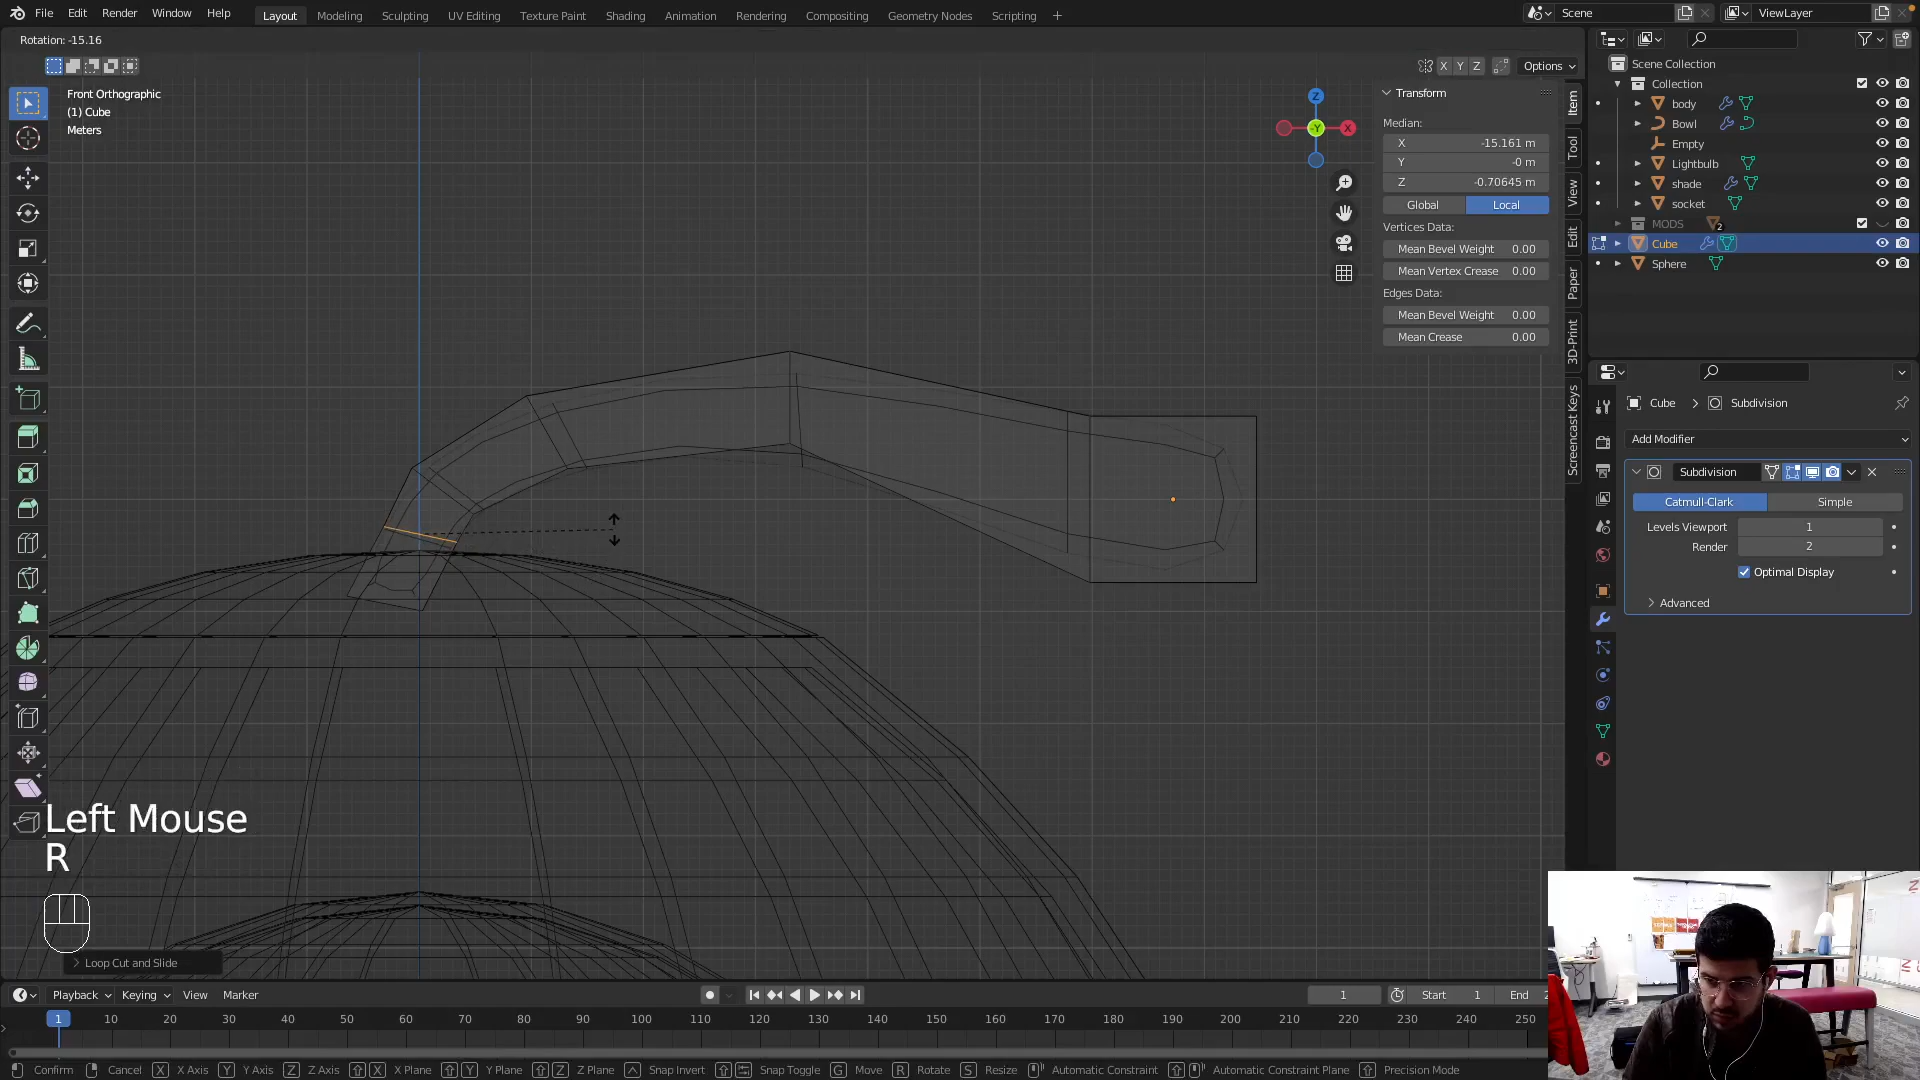 File Edit Render Window Help
Layout Modeling Sculpting UV Editing Texture Paint Shading Animation Rendering Compositing Geometry Nodes Scripting +
Scene
ViewLayer
Rotation: -15.16
X Y Z
Options
Front Orthographic
(1) Cube
Meters
Z
-Y
X
Transform
Median:
X -15.161 m
Y -0 m
Z -0.70645 m
Global Local
Vertices Data:
Mean Bevel Weight 0.00
Mean Vertex Crease 0.00
Edges Data:
Mean Bevel Weight 0.00
Mean Crease 0.00
Item
Tool
View
Edit
Paper
3D-Print
Screencast Keys
Scene Collection
Collection
body
Bowl
Empty
Lightbulb
shade
socket
MODS 2
Cube
Sphere
Cube > Subdivision
Add Modifier
Subdivision
Catmull-Clark Simple
Levels Viewport 1
Render 2
Optimal Display
Advanced
Left Mouse
R
Loop Cut and Slide
Playback Keying View Marker
1
Start 1
End 2
1 10 20 30 40 50 60 70 80 90 100 110 120 130 140 150 160 170 180 190 200 210 220 230 240 250
Confirm Cancel X X Axis Y Y Axis Z Z Axis X X Plane Y Y Plane Z Z Plane Snap Invert Snap Toggle G Move R Rotate S Resize Automatic Constraint Automatic Constraint Plane Precision Mode